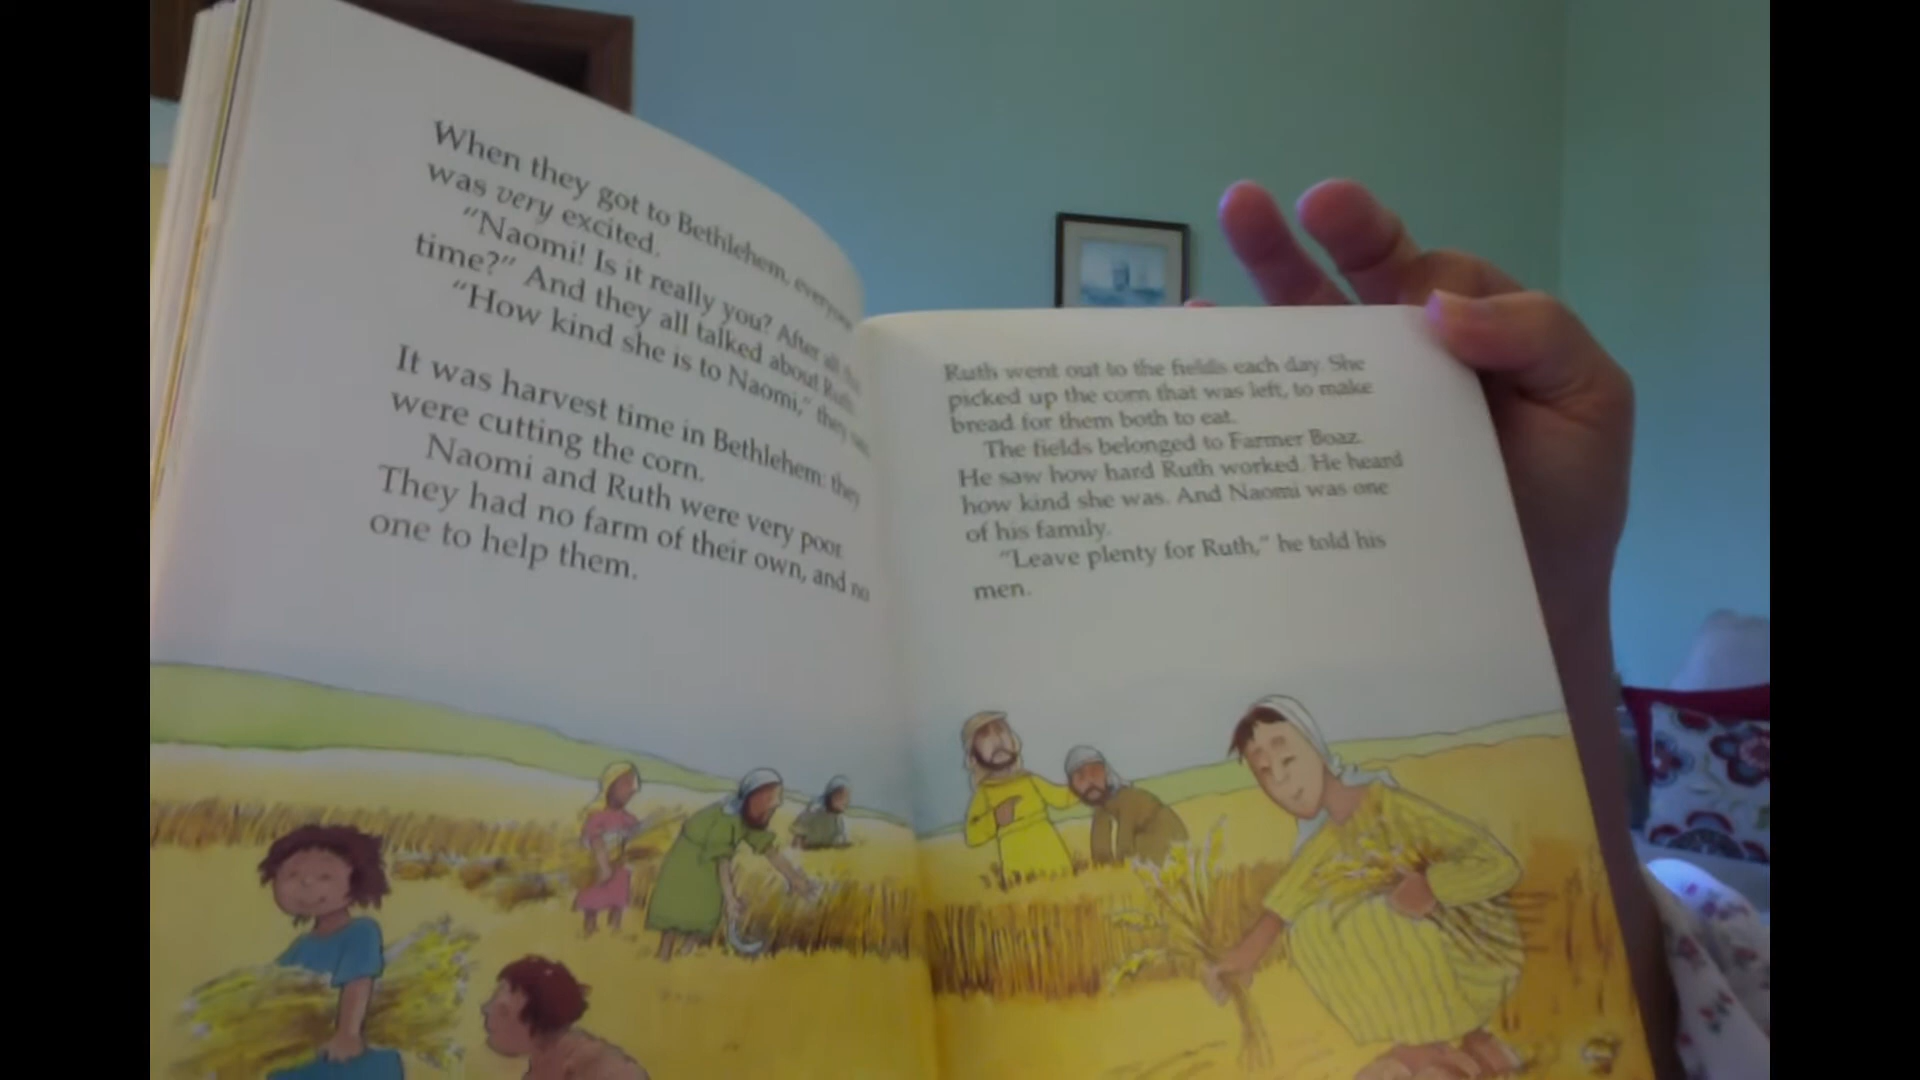 When they got to Bethlehem, everyone
was very excited.
"Naomi! Is it really you? After all this
time?" And they all talked about Ruth.
"How kind she is to Naomi," they said.
It was harvest time in Bethlehem: they
were cutting the corn.
Naomi and Ruth were very poor.
They had no farm of their own, and no
one to help them.
Ruth went out to the fields each day. She
picked up the corn that was left, to make
bread for them both to eat.
The fields belonged to Farmer Boaz.
He saw how hard Ruth worked. He heard
how kind she was. And Naomi was one
of his family.
"Leave plenty for Ruth," he told his
men.